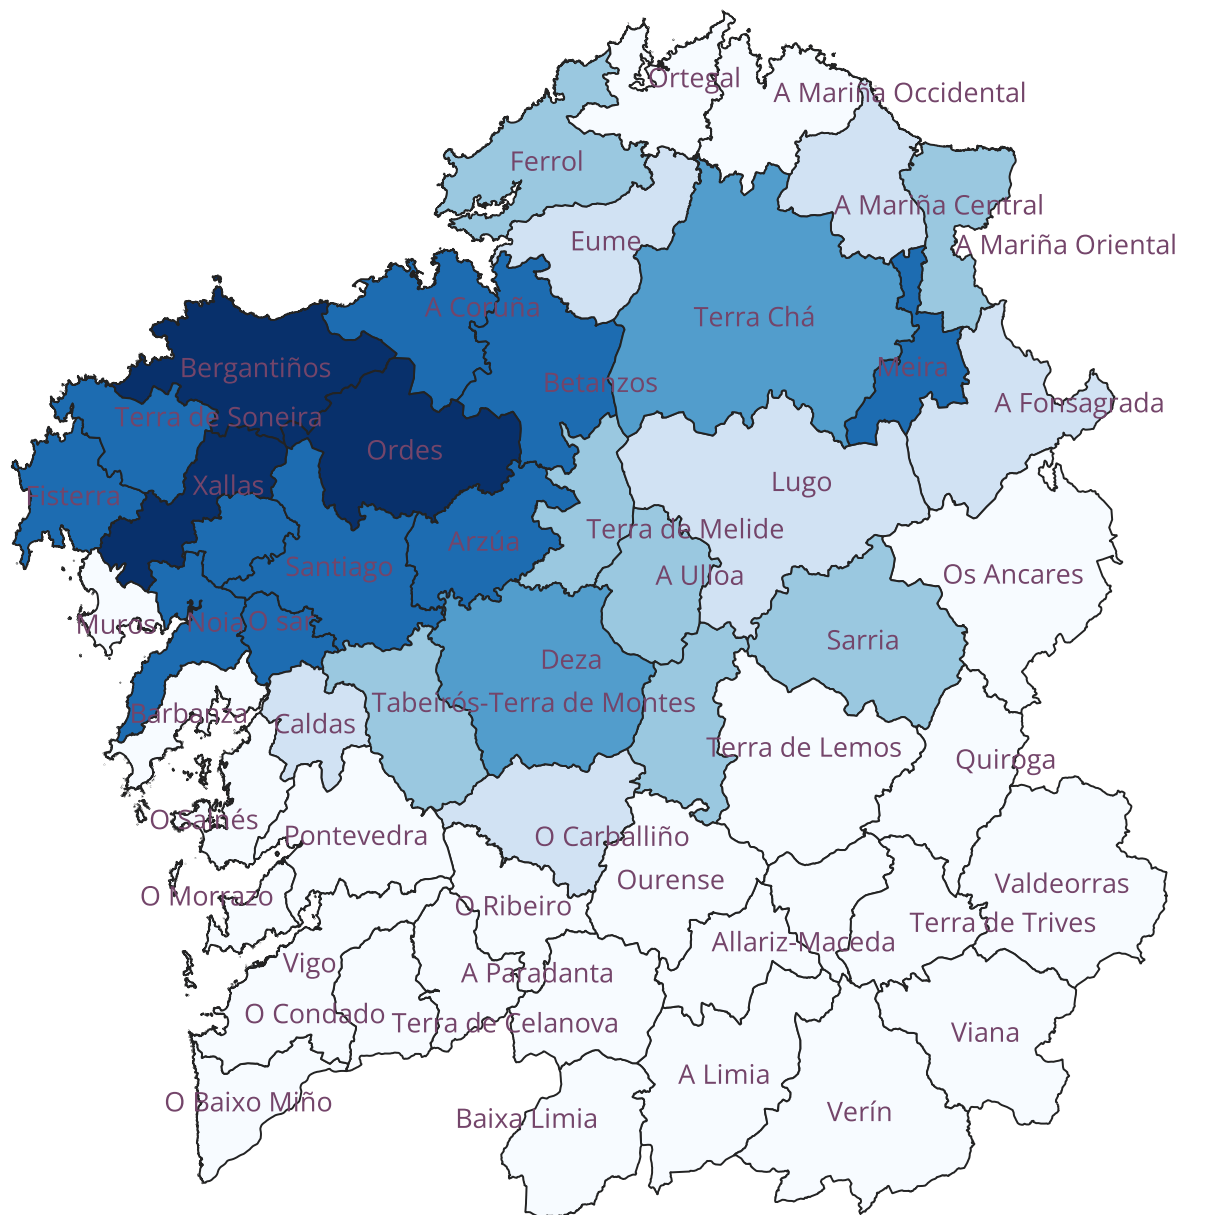 Ortegal
A Mariña Occidental
Ferrol
A Mariña Central
Eume
A Mariña Oriental
A Coruña
Terra Chá
Bergantiños
Meira
Betanzos
A Fonsagrada
Terra de Soneira
Ordes
Xallas
Lugo
Fisterra
Terra de Melide
Arzúa
Santiago
A Ulloa
Os Ancares
Muros
Noia
O sar
Sarria
Deza
Tabeirós-Terra de Montes
Barbanza
Caldas
Terra de Lemos
Quiroga
O Salnés
Pontevedra
O Carballiño
Ourense
Valdeorras
O Morrazo
O Ribeiro
Terra de Trives
Allariz-Maceda
Vigo
A Paradanta
O Condado
Terra de Celanova
Viana
A Limia
O Baixo Miño
Baixa Limia
Verín